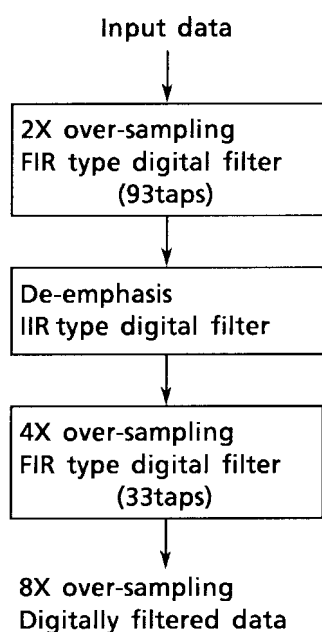 Input data
2X over-sampling
FIR type digital filter
(93taps)
De-emphasis
IIR type digital filter
4X over-sampling
FIR type digital filter
(33taps)
8X over-sampling
Digitally filtered data